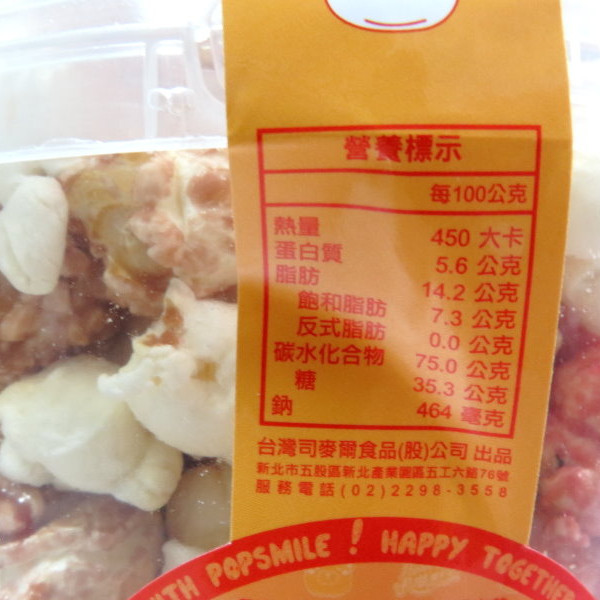 營養標示
每100公克
熱量 450 大卡
蛋白質 5.6 公克
脂肪 14.2 公克
飽和脂肪 7.3 公克
反式脂肪 0.0 公克
碳水化合物 75.0 公克
糖 35.3 公克
鈉 464 毫克
台灣司麥爾食品(股)公司 出品
新北市五股區新北產業園區五工六路76號
服務電話(02)2298-3558
WITH POPSMILE! HAPPY TOGETHER